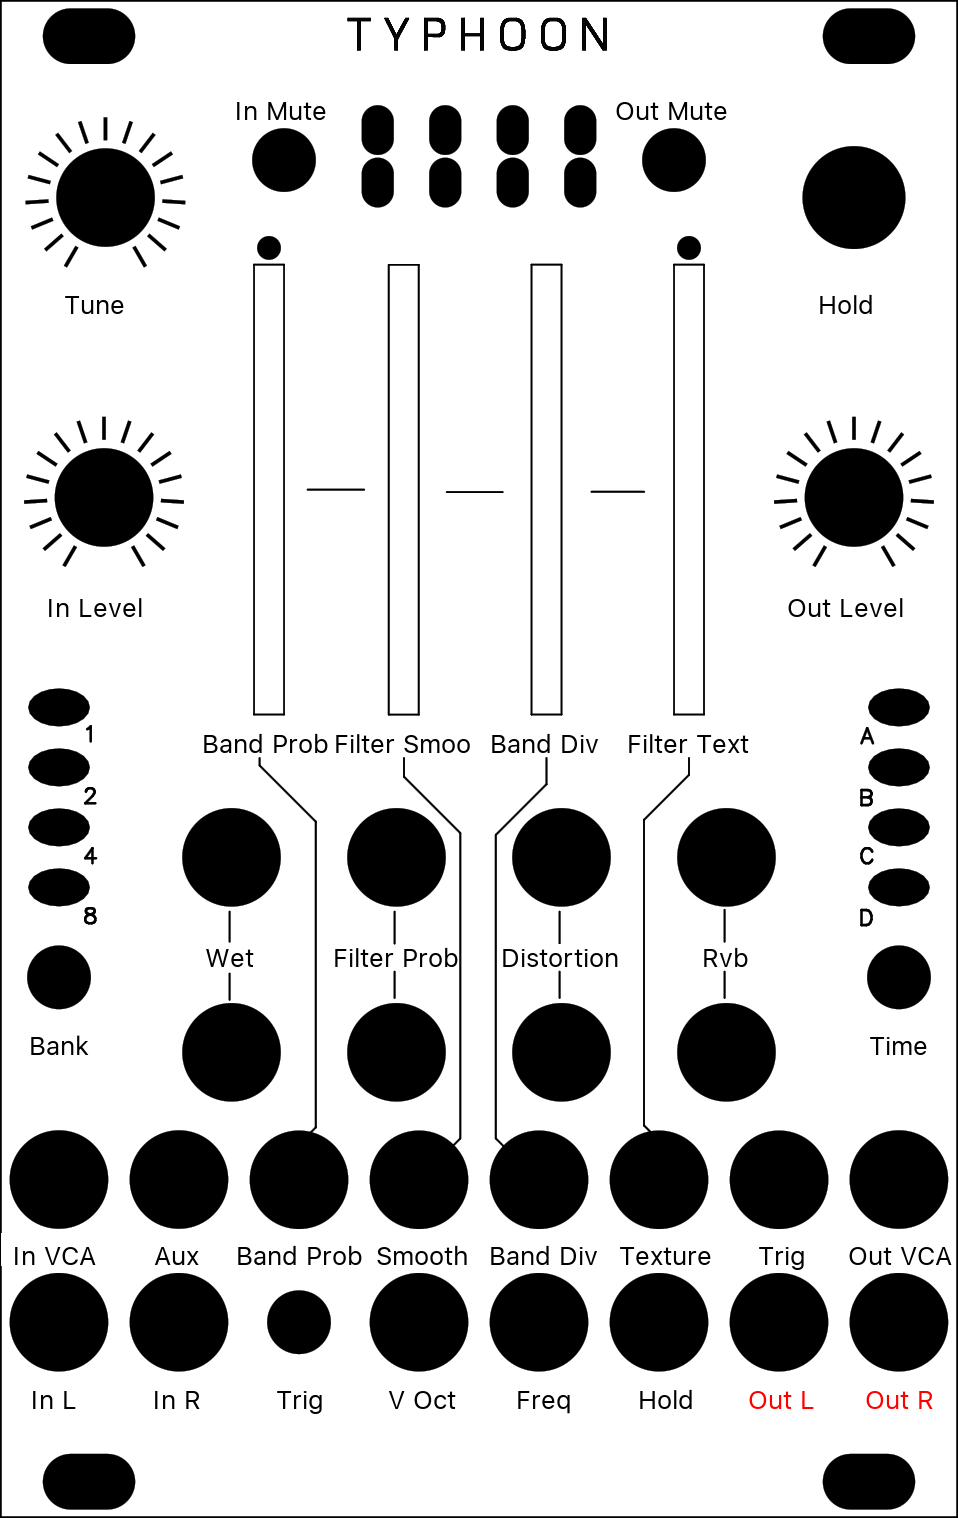 TYPHOON
In Mute
Out Mute
Tune
Hold
In Level
Out Level
1
2
4
8
A
B
C
D
Band Prob Filter Smoo Band Div Filter Text
Wet Filter Prob Distortion Rvb
Bank
Time
In VCA Aux Band Prob Smooth Band Div Texture Trig Out VCA
In L In R Trig V Oct Freq Hold Out L Out R